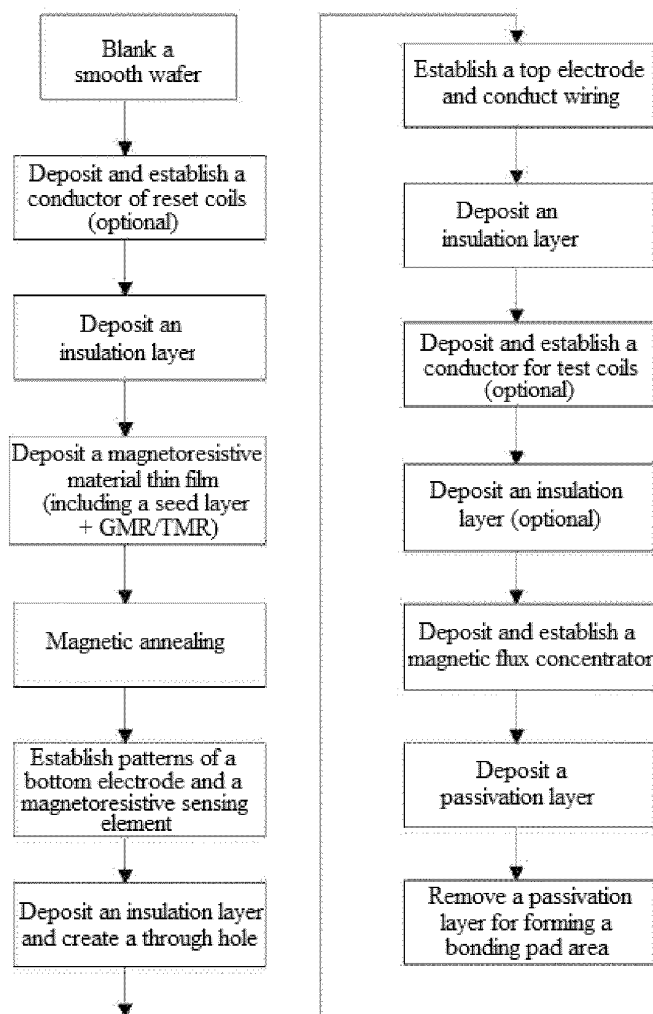 Blank a
smooth wafer
Deposit and establish a
conductor of reset coils
(optional)
Deposit an
insulation layer
Deposit a magnetoresistive
material thin film
(including a seed layer
+ GMR/TMR)
Magnetic annealing
Establish patterns of a
bottom electrode and a
magnetoresistive sensing
element
Deposit an insulation layer
and create a through hole
Establish a top electrode
and conduct wiring
Deposit an
insulation layer
Deposit and establish a
conductor for test coils
(optional)
Deposit an insulation
layer (optional)
Deposit and establish a
magnetic flux concentrator
Deposit a
passivation layer
Remove a passivation
layer for forming a
bonding pad area